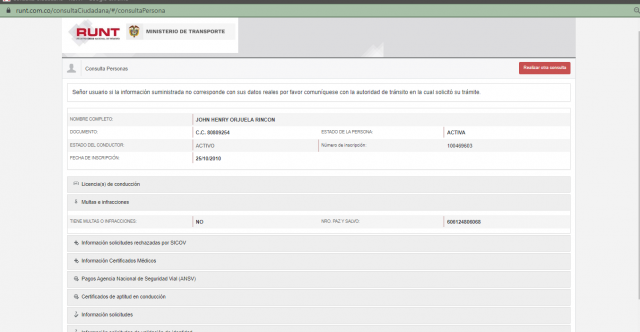 runt.com.co/consultaCiudadana/#/consultaPersona
RUNT
MINISTERIO DE TRANSPORTE
Consulta Personas
Realizar otra consulta
Señor usuario si la información suministrada no corresponde con sus datos reales por favor comuníquese con la autoridad de tránsito en la cual solicitó su trámite.
NOMBRE COMPLETO: JOHN HENRY ORJUELA RINCON
DOCUMENTO: C.C. 80889254 ESTADO DE LA PERSONA: ACTIVA
ESTADO DEL CONDUCTOR: ACTIVO Número de inscripción: 100469603
FECHA DE INSCRIPCIÓN: 25/10/2010
Licencia(s) de conducción
Multas e infracciones
TIENE MULTAS O INFRACCIONES: NO NRO. PAZ Y SALVO: 606124806068
Información solicitudes rechazadas por SICOV
Información Certificados Médicos
Pagos Agencia Nacional de Seguridad Vial (ANSV)
Certificados de aptitud en conducción
Información solicitudes